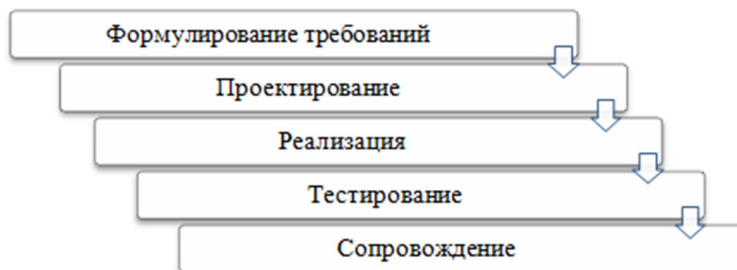 Формулирование требований
Проектирование
Реализация
Тестирование
Сопровождение